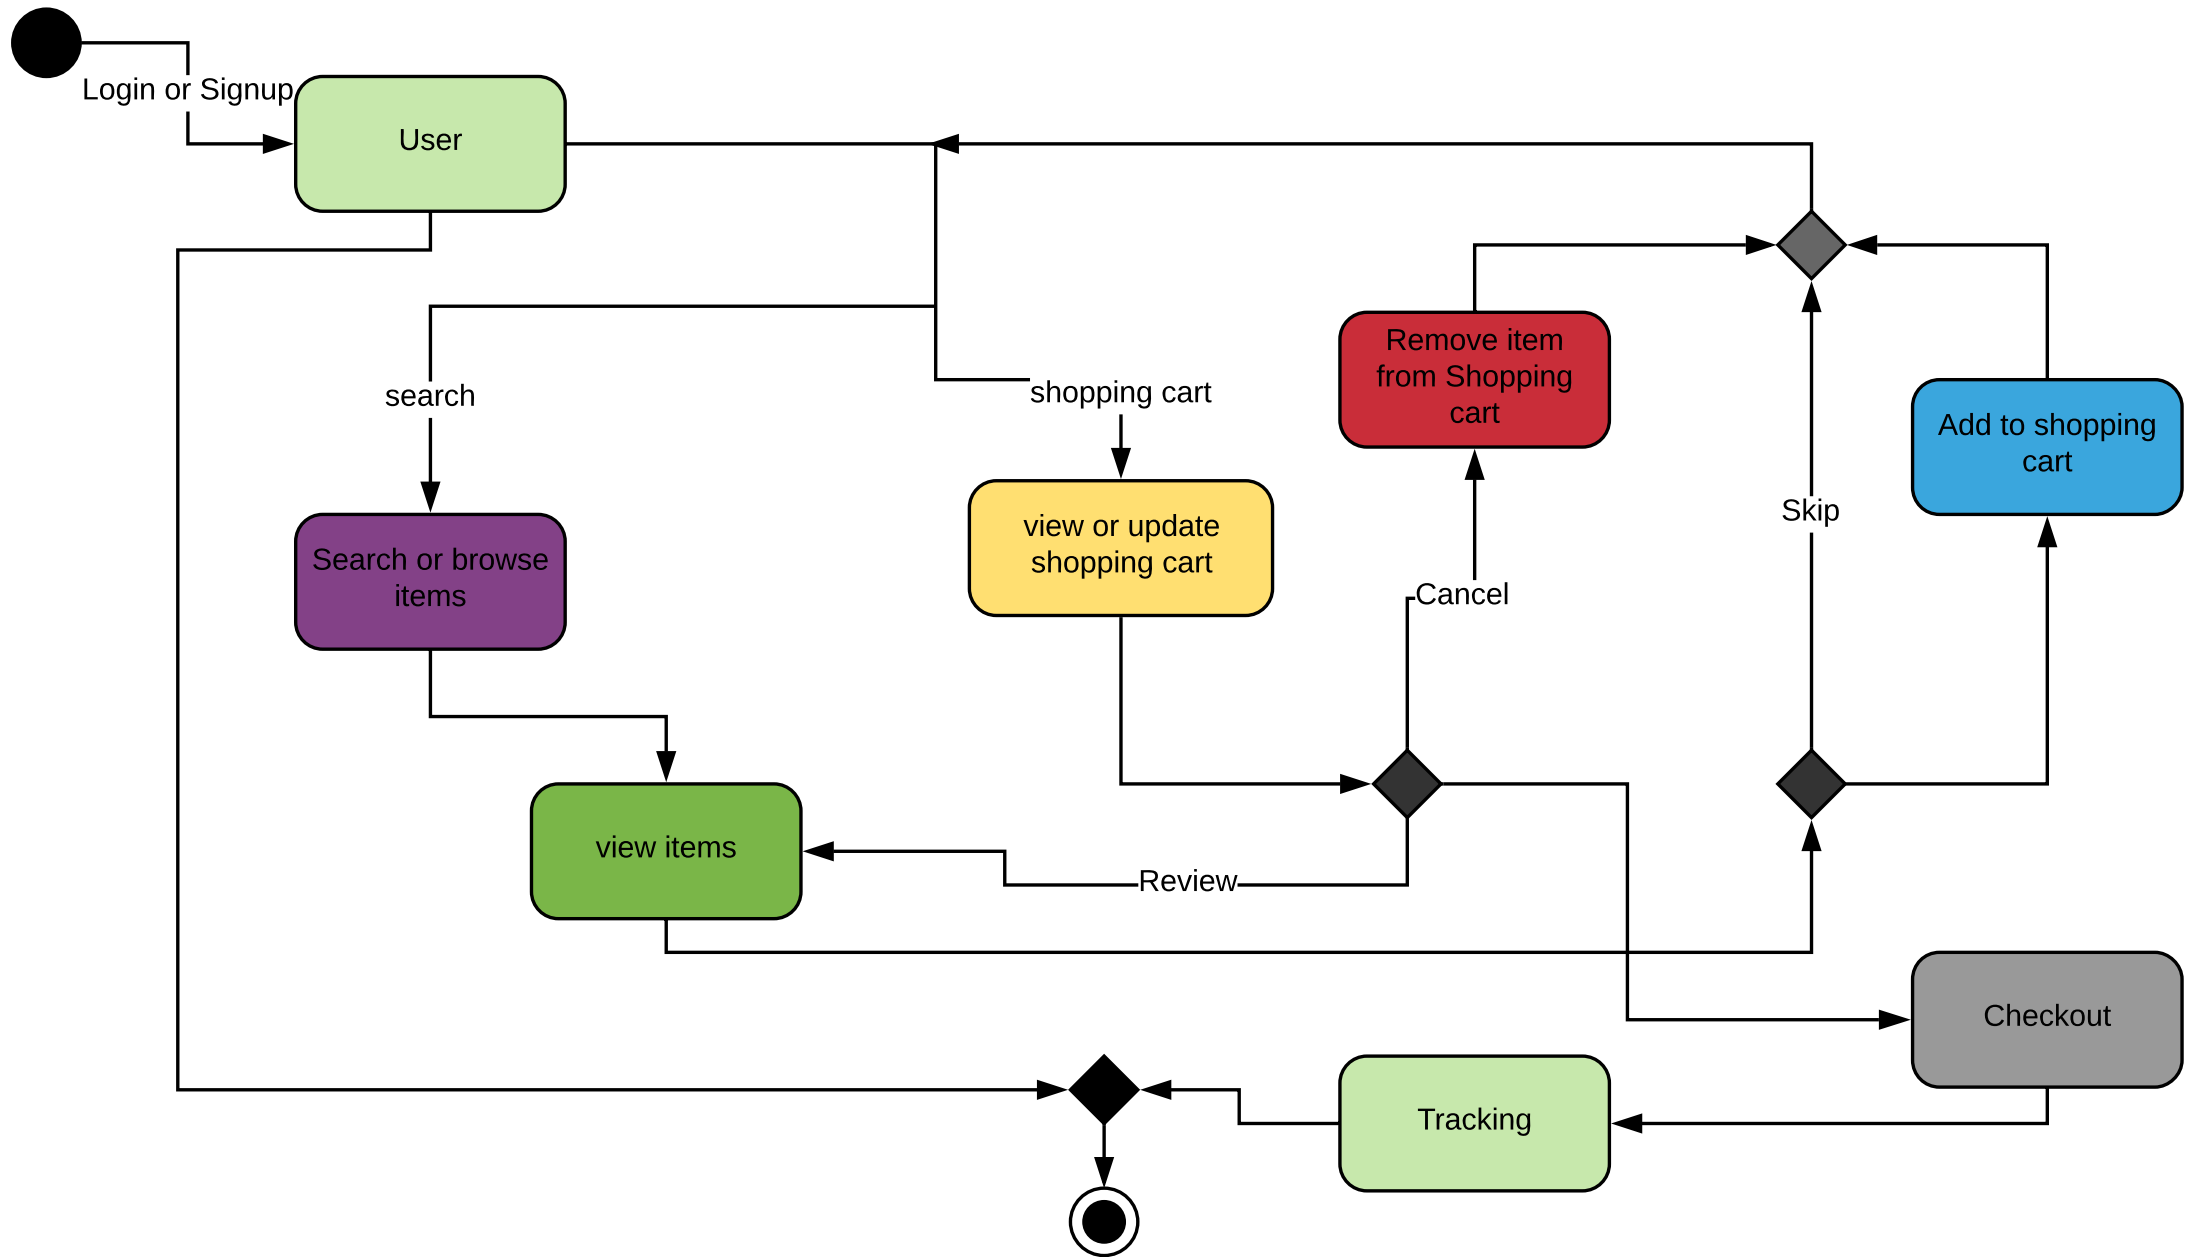 Login or Signup
User
search
shopping cart
Remove item
from Shopping
cart
Add to shopping
cart
Skip
view or update
shopping cart
Search or browse
items
Cancel
view items
Review
Checkout
Tracking